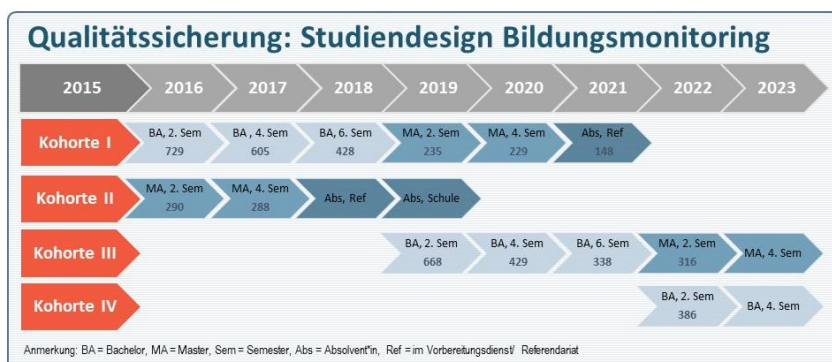 Qualitätssicherung: Studiendesign Bildungsmonitoring
2015 2016 2017 2018 2019 2020 2021 2022 2023
Kohorte I
BA, 2. Sem
729
BA , 4. Sem
605
BA, 6. Sem
428
MA, 2. Sem
235
MA, 4. Sem
229
Abs, Ref
148
Kohorte II
MA, 2. Sem
290
MA, 4. Sem
288
Abs, Ref
Abs, Schule
Kohorte III
BA, 2. Sem
668
BA, 4. Sem
429
BA, 6. Sem
338
MA, 2. Sem
316
MA, 4. Sem
Kohorte IV
BA, 2. Sem
386
BA, 4. Sem
Anmerkung: BA = Bachelor, MA = Master, Sem = Semester, Abs = Absolvent*in, Ref = im Vorbereitungsdienst/ Referendariat